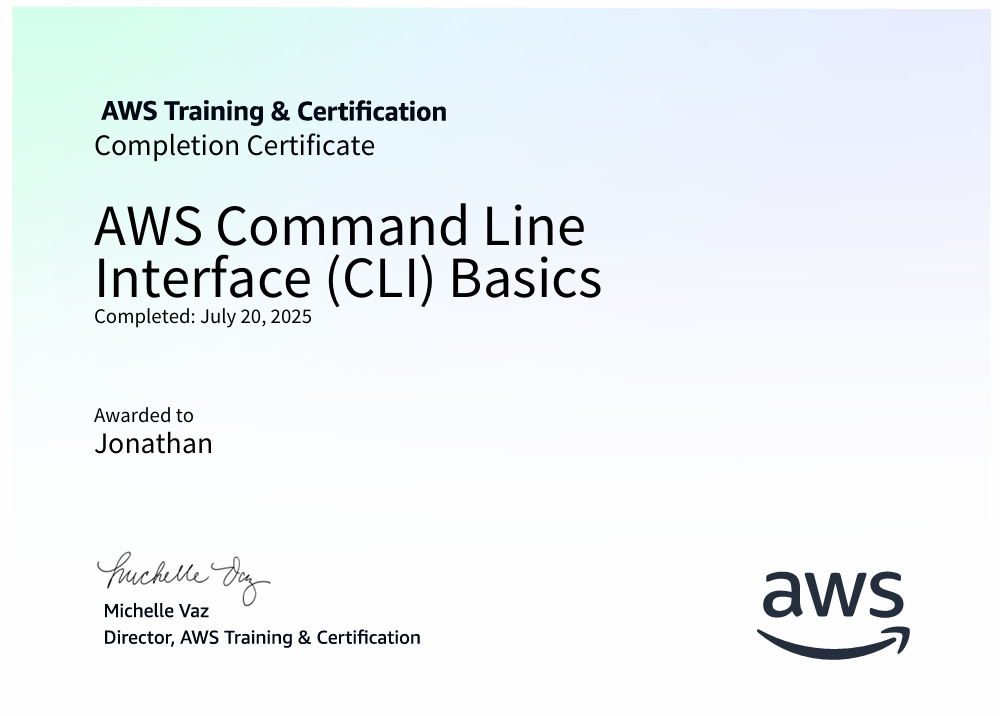 AWS Training & Certification
Completion Certificate
AWS Command Line
Interface (CLI) Basics
Completed: July 20, 2025
Awarded to
Jonathan
Michelle Vaz
Michelle Vaz
Director, AWS Training & Certification
aws